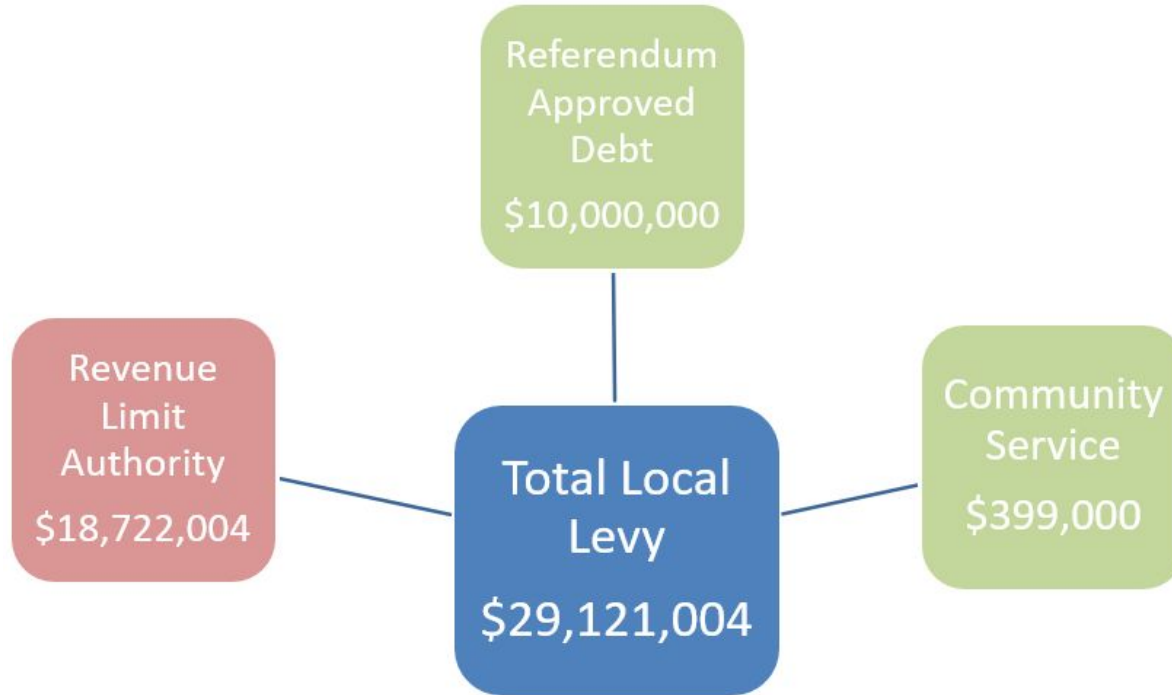 Referendum
Approved
Debt
$10,000,000
Revenue
Limit
Authority
$18,722,004
Total Local
Levy
$29,121,004
Community
Service
$399,000